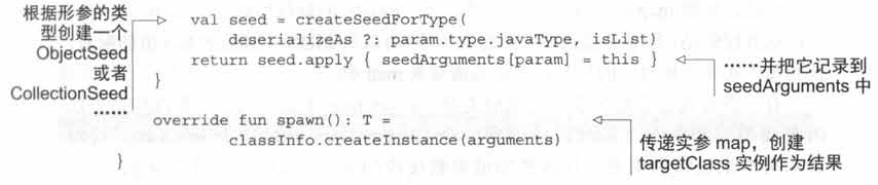 根据形参的类
型创建一个
ObjectSeed
或者
CollectionSeed
……
val seed = createSeedForType(
deserializeAs ?: param.type.javaType, isList)
return seed.apply { seedArguments[param] = this }
}
……并把它记录到
seedArguments 中
override fun spawn(): T =
classInfo.createInstance(arguments)
}
传递实参 map，创建
targetClass 实例作为结果